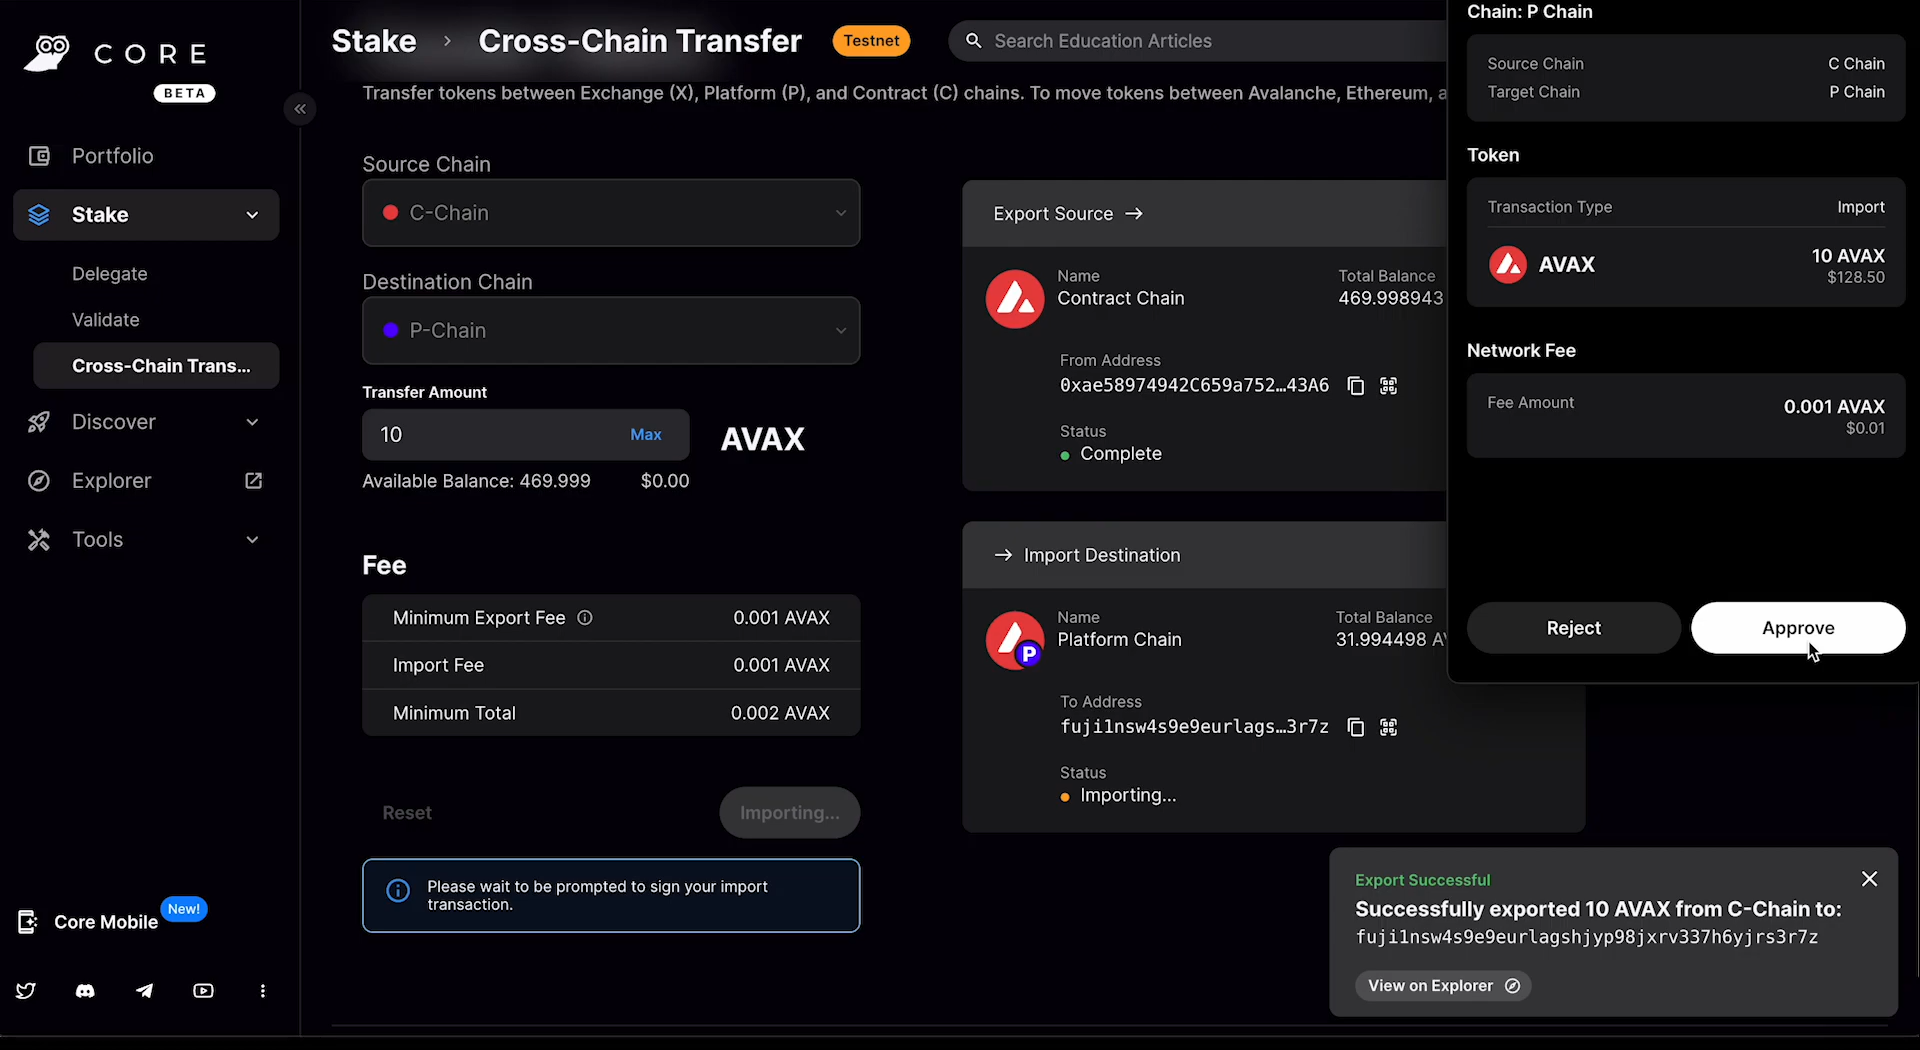 CORE
BETA
Portfolio
Stake
Delegate
Validate
Cross-Chain Trans...
Discover
Explorer
Tools
Core Mobile
New!
Stake › Cross-Chain Transfer
Testnet
Search Education Articles
Transfer tokens between Exchange (X), Platform (P), and Contract (C) chains. To move tokens between Avalanche, Ethereum, a
Source Chain
C-Chain
Destination Chain
P-Chain
Transfer Amount
10
Max
AVAX
Available Balance: 469.999
$0.00
Fee
Minimum Export Fee
0.001 AVAX
Import Fee
0.001 AVAX
Minimum Total
0.002 AVAX
Reset
Importing...
Please wait to be prompted to sign your import
transaction.
Export Source →
Name
Contract Chain
Total Balance
469.998943
From Address
0xae58974942C659a752…43A6
Status
Complete
→ Import Destination
Name
Platform Chain
P
Total Balance
31.994498 AV
To Address
fuji1nsw4s9e9eurlags…3r7z
Status
Importing...
Chain: P Chain
Source Chain
C Chain
Target Chain
P Chain
Token
Transaction Type
Import
AVAX
10 AVAX
$128.50
Network Fee
Fee Amount
0.001 AVAX
$0.01
Reject
Approve
Export Successful
Successfully exported 10 AVAX from C-Chain to:
fuji1nsw4s9e9eurlagshjyp98jxrv337h6yjrs3r7z
View on Explorer